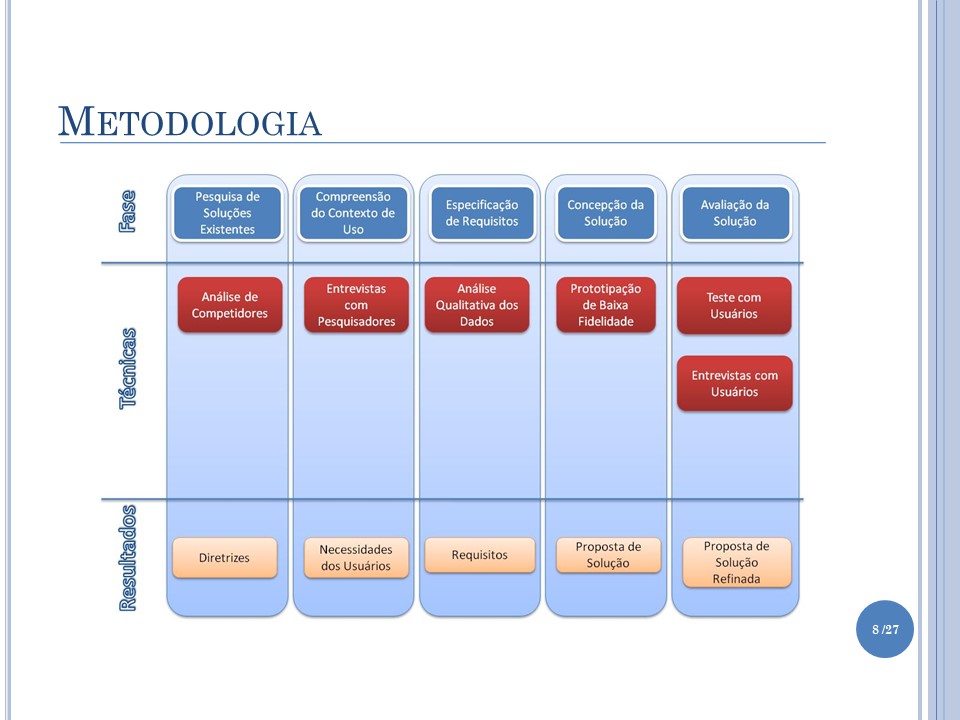 METODOLOGIA
Fase
Pesquisa de
Soluções
Existentes
Compreensão
do Contexto de
Uso
Especificação
de Requisitos
Concepção da
Solução
Avaliação da
Solução
Técnicas
Análise de
Competidores
Entrevistas
com
Pesquisadores
Análise
Qualitativa dos
Dados
Prototipação
de Baixa
Fidelidade
Teste com
Usuários
Entrevistas com
Usuários
Resultados
Diretrizes
Necessidades
dos Usuários
Requisitos
Proposta de
Solução
Proposta de
Solução
Refinada
8 /27